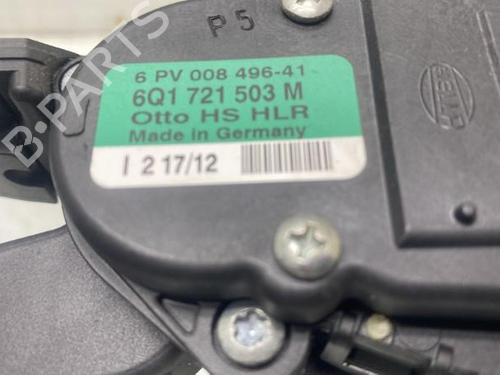 P 5
6 PV 008 496-41
6Q1 721 503 M
Otto HS HLR
Made in Germany
I 2 17/12
HELLA
B-PARTS